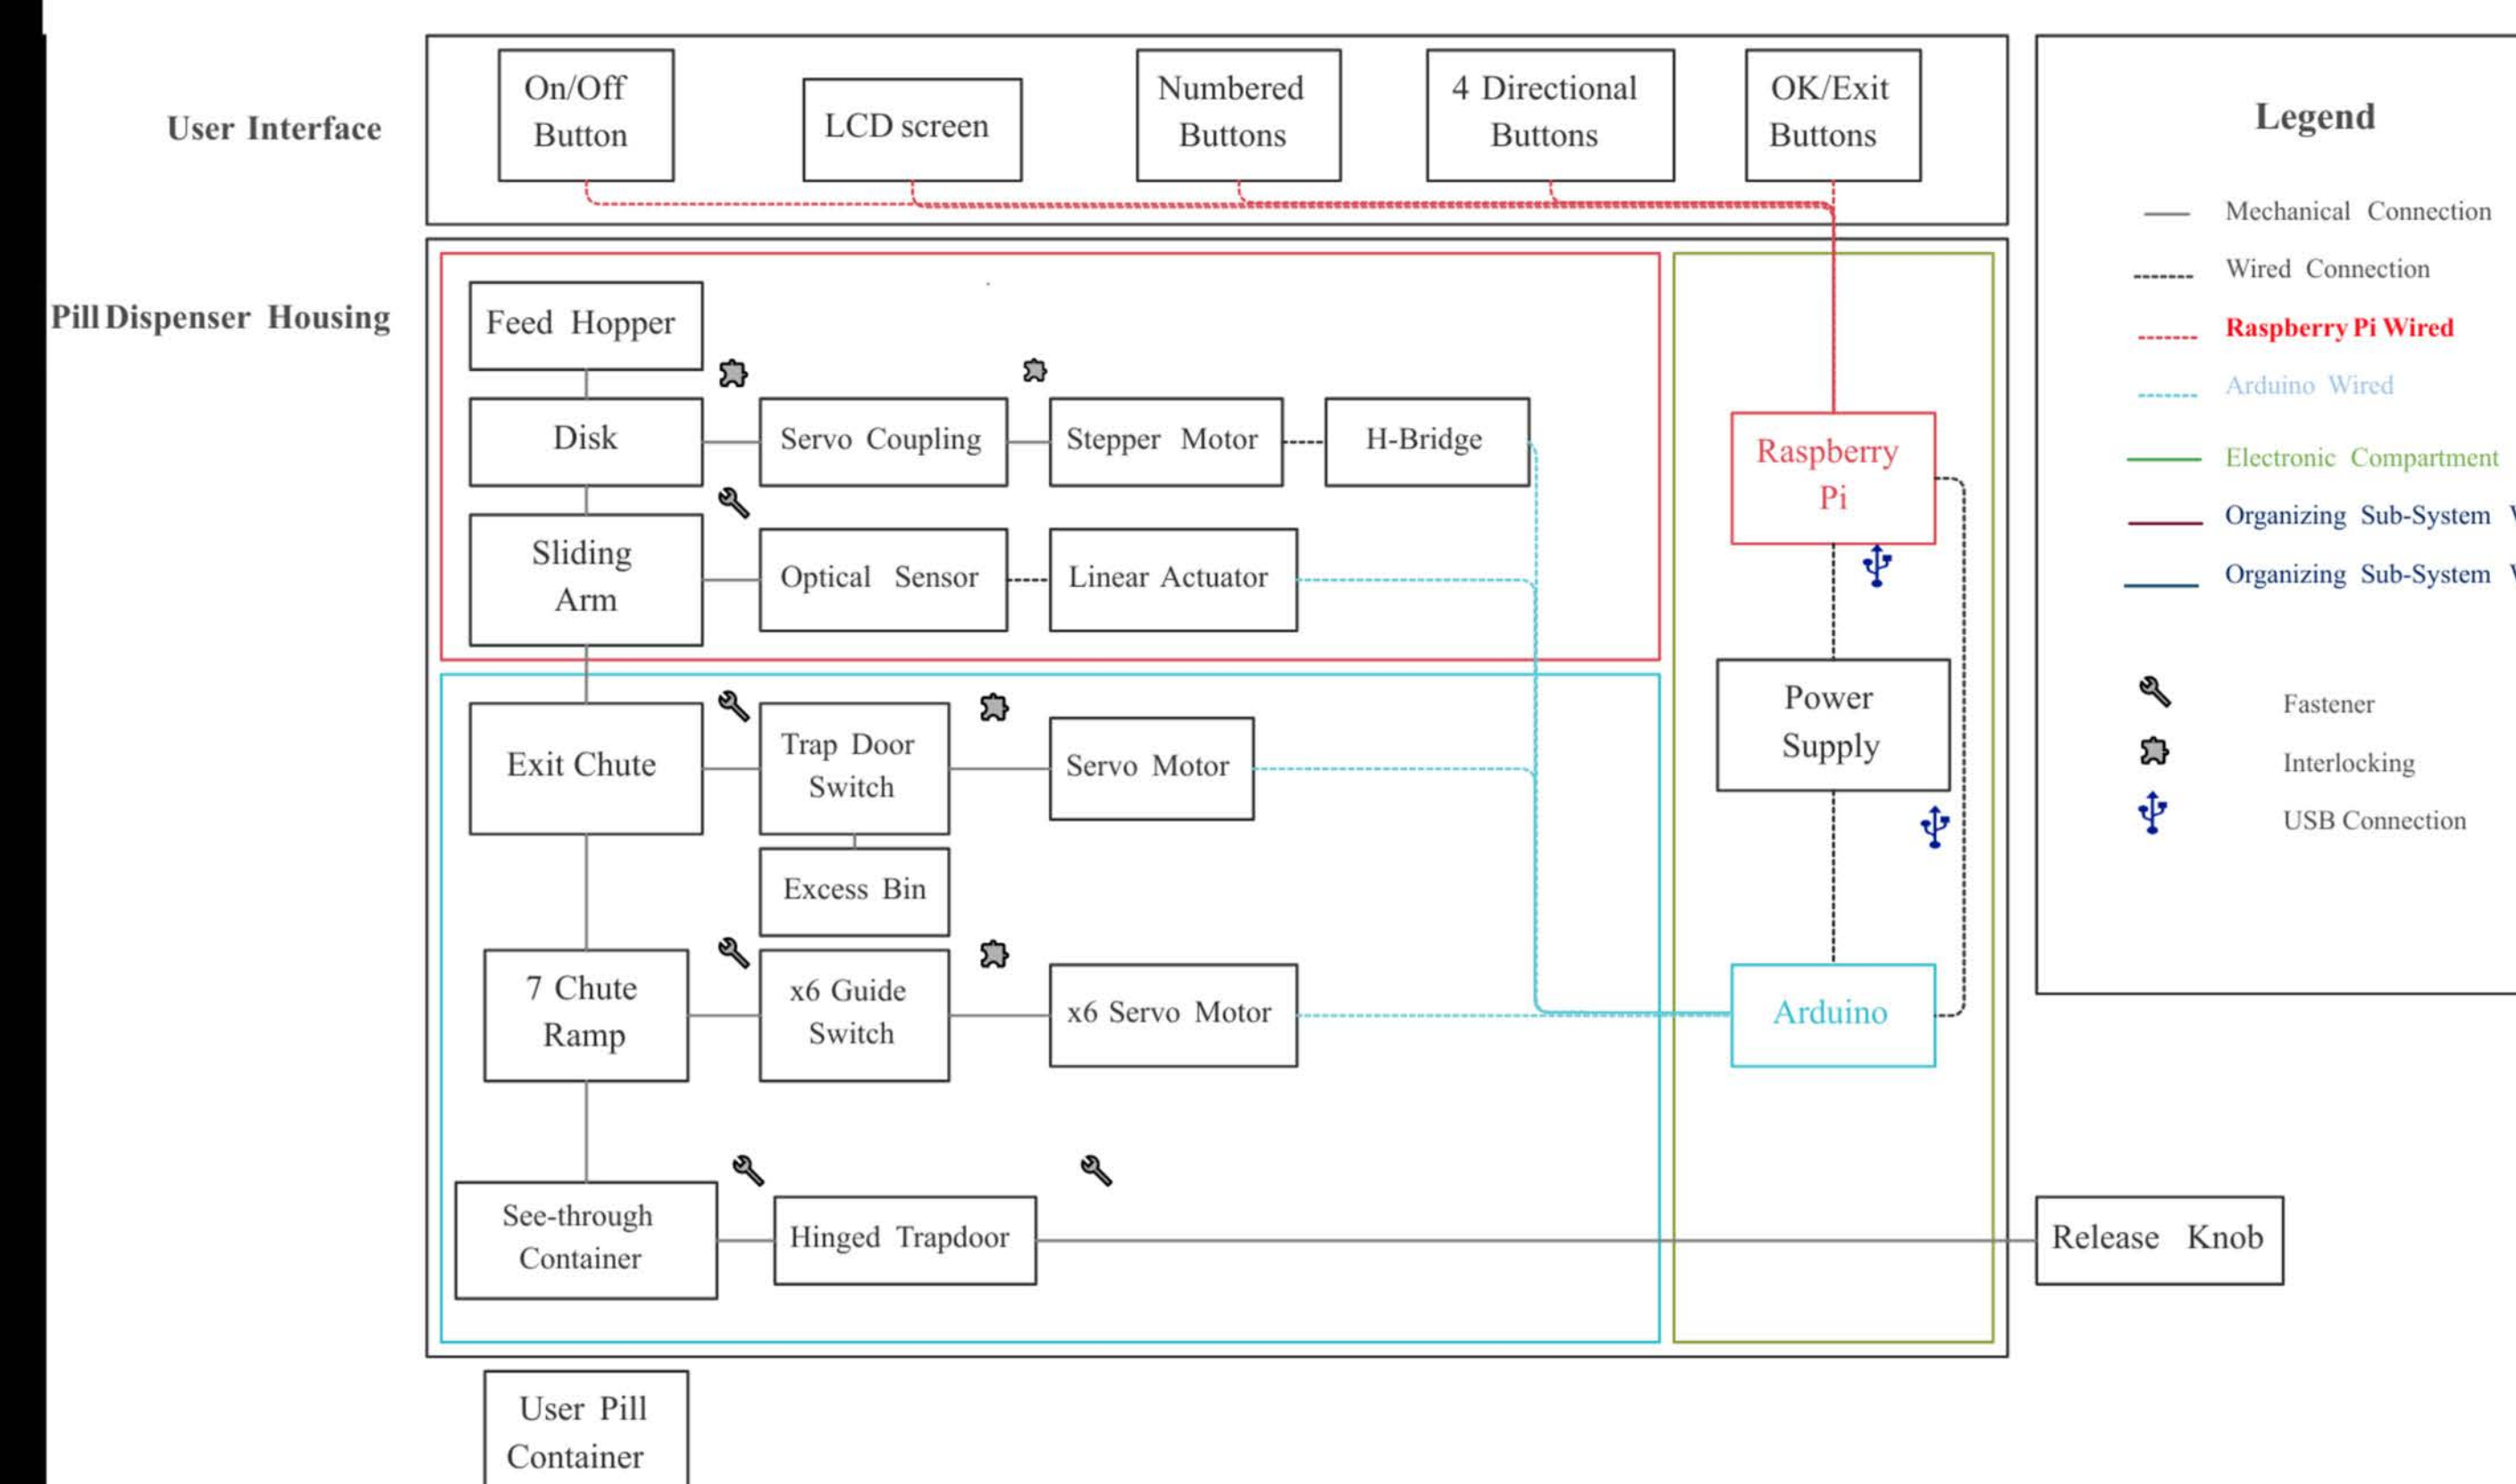 User Interface
On/Off
Button
LCD screen
Numbered
Buttons
4 Directional
Buttons
OK/Exit
Buttons
Pill Dispenser Housing
Feed Hopper
Disk
Servo Coupling
Stepper Motor
H-Bridge
Sliding
Arm
Optical Sensor
Linear Actuator
Exit Chute
Trap Door
Switch
Servo Motor
Excess Bin
7 Chute
Ramp
x6 Guide
Switch
x6 Servo Motor
See-through
Container
Hinged Trapdoor
Release Knob
Raspberry
Pi
Power
Supply
Arduino
User Pill
Container
Legend
Mechanical Connection
Wired Connection
Raspberry Pi Wired
Arduino Wired
Electronic Compartment
Organizing Sub-System
Organizing Sub-System
Fastener
Interlocking
USB Connection